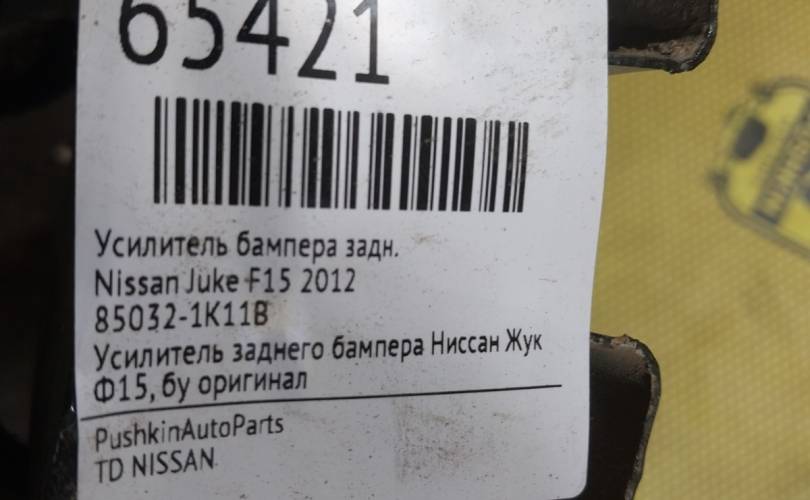 65421
Усилитель бампера задн.
Nissan Juke F15 2012
85032-1K11B
Усилитель заднего бампера Ниссан Жук
Ф15, бу оригинал
PushkinAutoParts
TD NISSAN